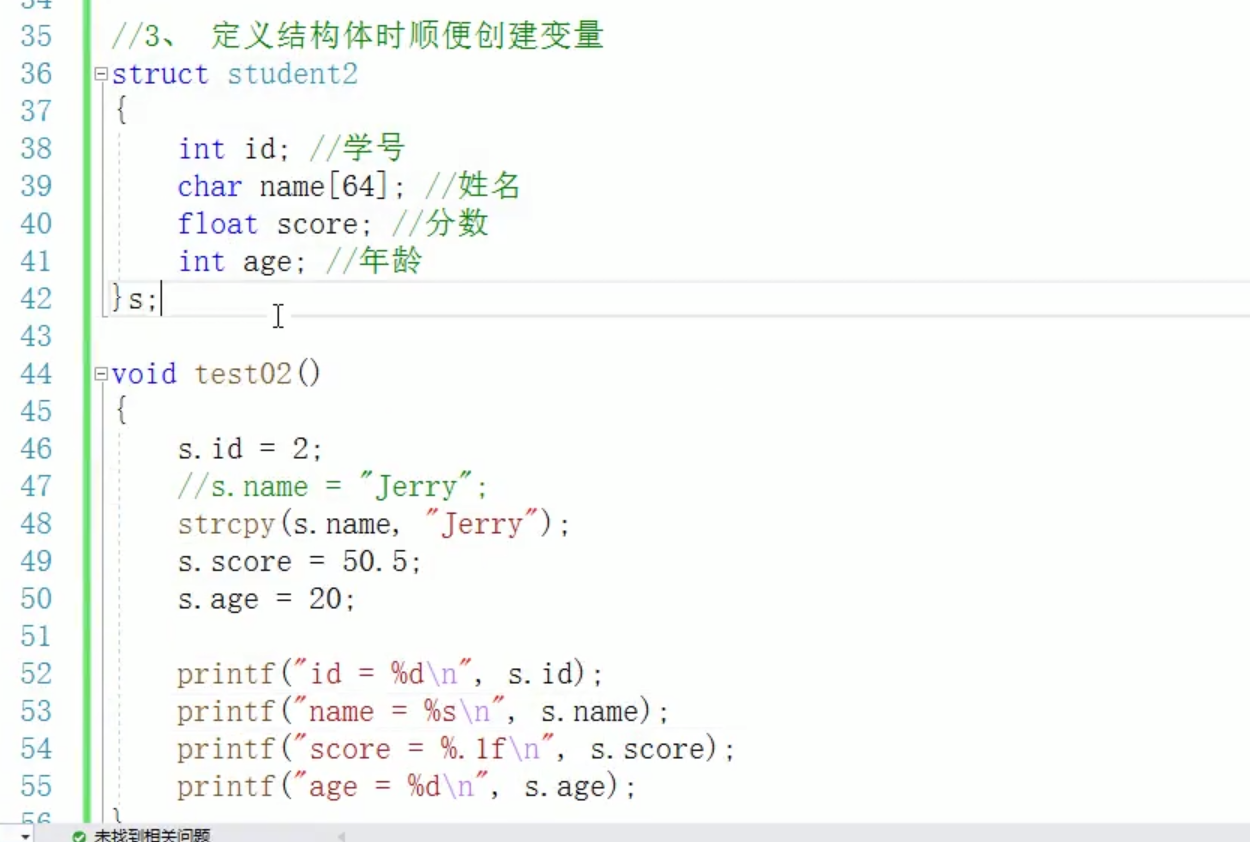 34
35 //3、 定义结构体时顺便创建变量
36 struct student2
37 {
38 int id; //学号
39 char name[64]; //姓名
40 float score; //分数
41 int age; //年龄
42 }s;
43
44 void test02()
45 {
46 s.id = 2;
47 //s.name = "Jerry";
48 strcpy(s.name, "Jerry");
49 s.score = 50.5;
50 s.age = 20;
51
52 printf("id = %d\n", s.id);
53 printf("name = %s\n", s.name);
54 printf("score = %.1f\n", s.score);
55 printf("age = %d\n", s.age);
56 }
未找到相关问题